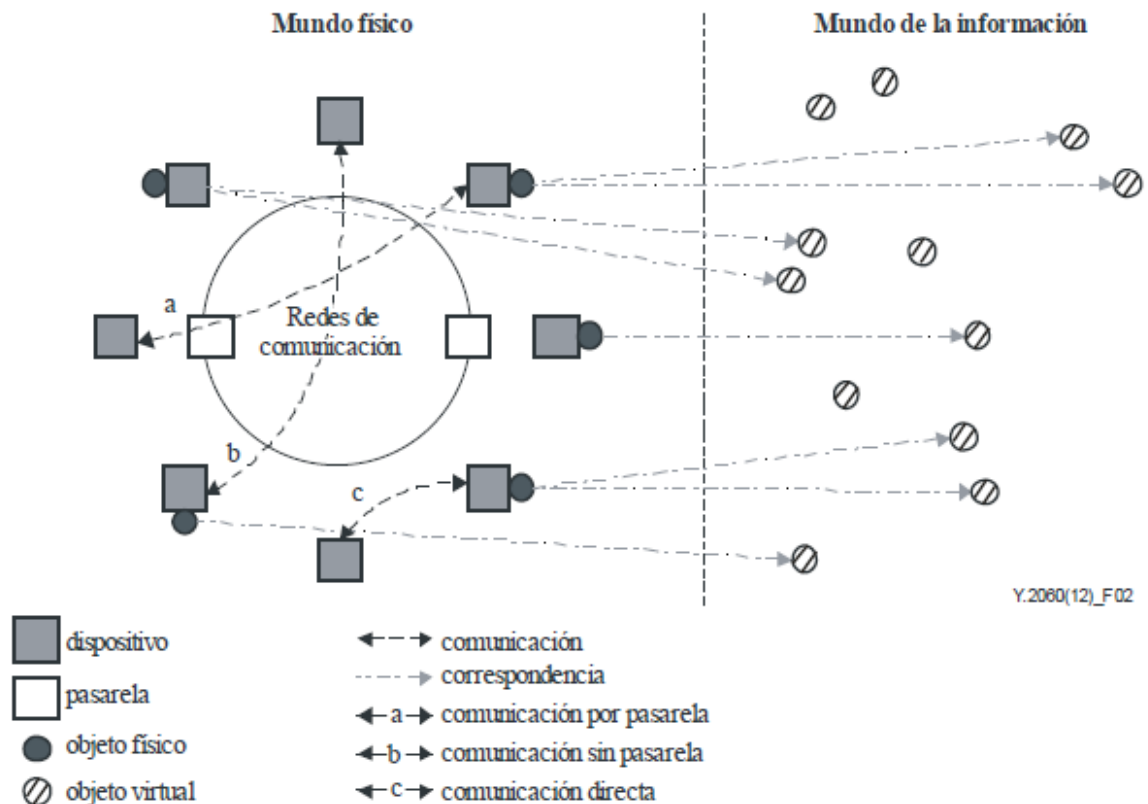 Mundo físico
Mundo de la información
a
Redes de
comunicación
b
c
Y.2060(12)_F02
dispositivo
pasarela
objeto físico
objeto virtual
comunicación
correspondencia
a comunicación por pasarela
b comunicación sin pasarela
c comunicación directa